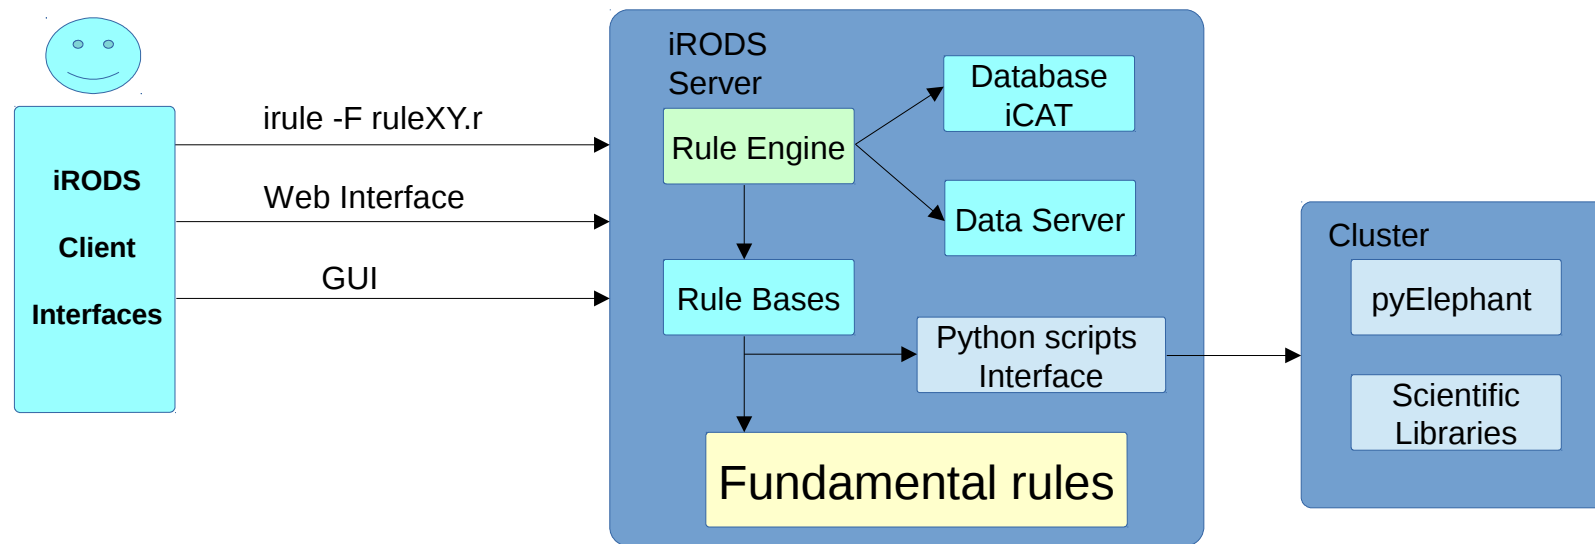 iRODS
Client
Interfaces
irule -F ruleXY.r
Web Interface
GUI
iRODS
Server
Rule Engine
Database
iCAT
Data Server
Rule Bases
Python scripts
Interface
Fundamental rules
Cluster
pyElephant
Scientific
Libraries